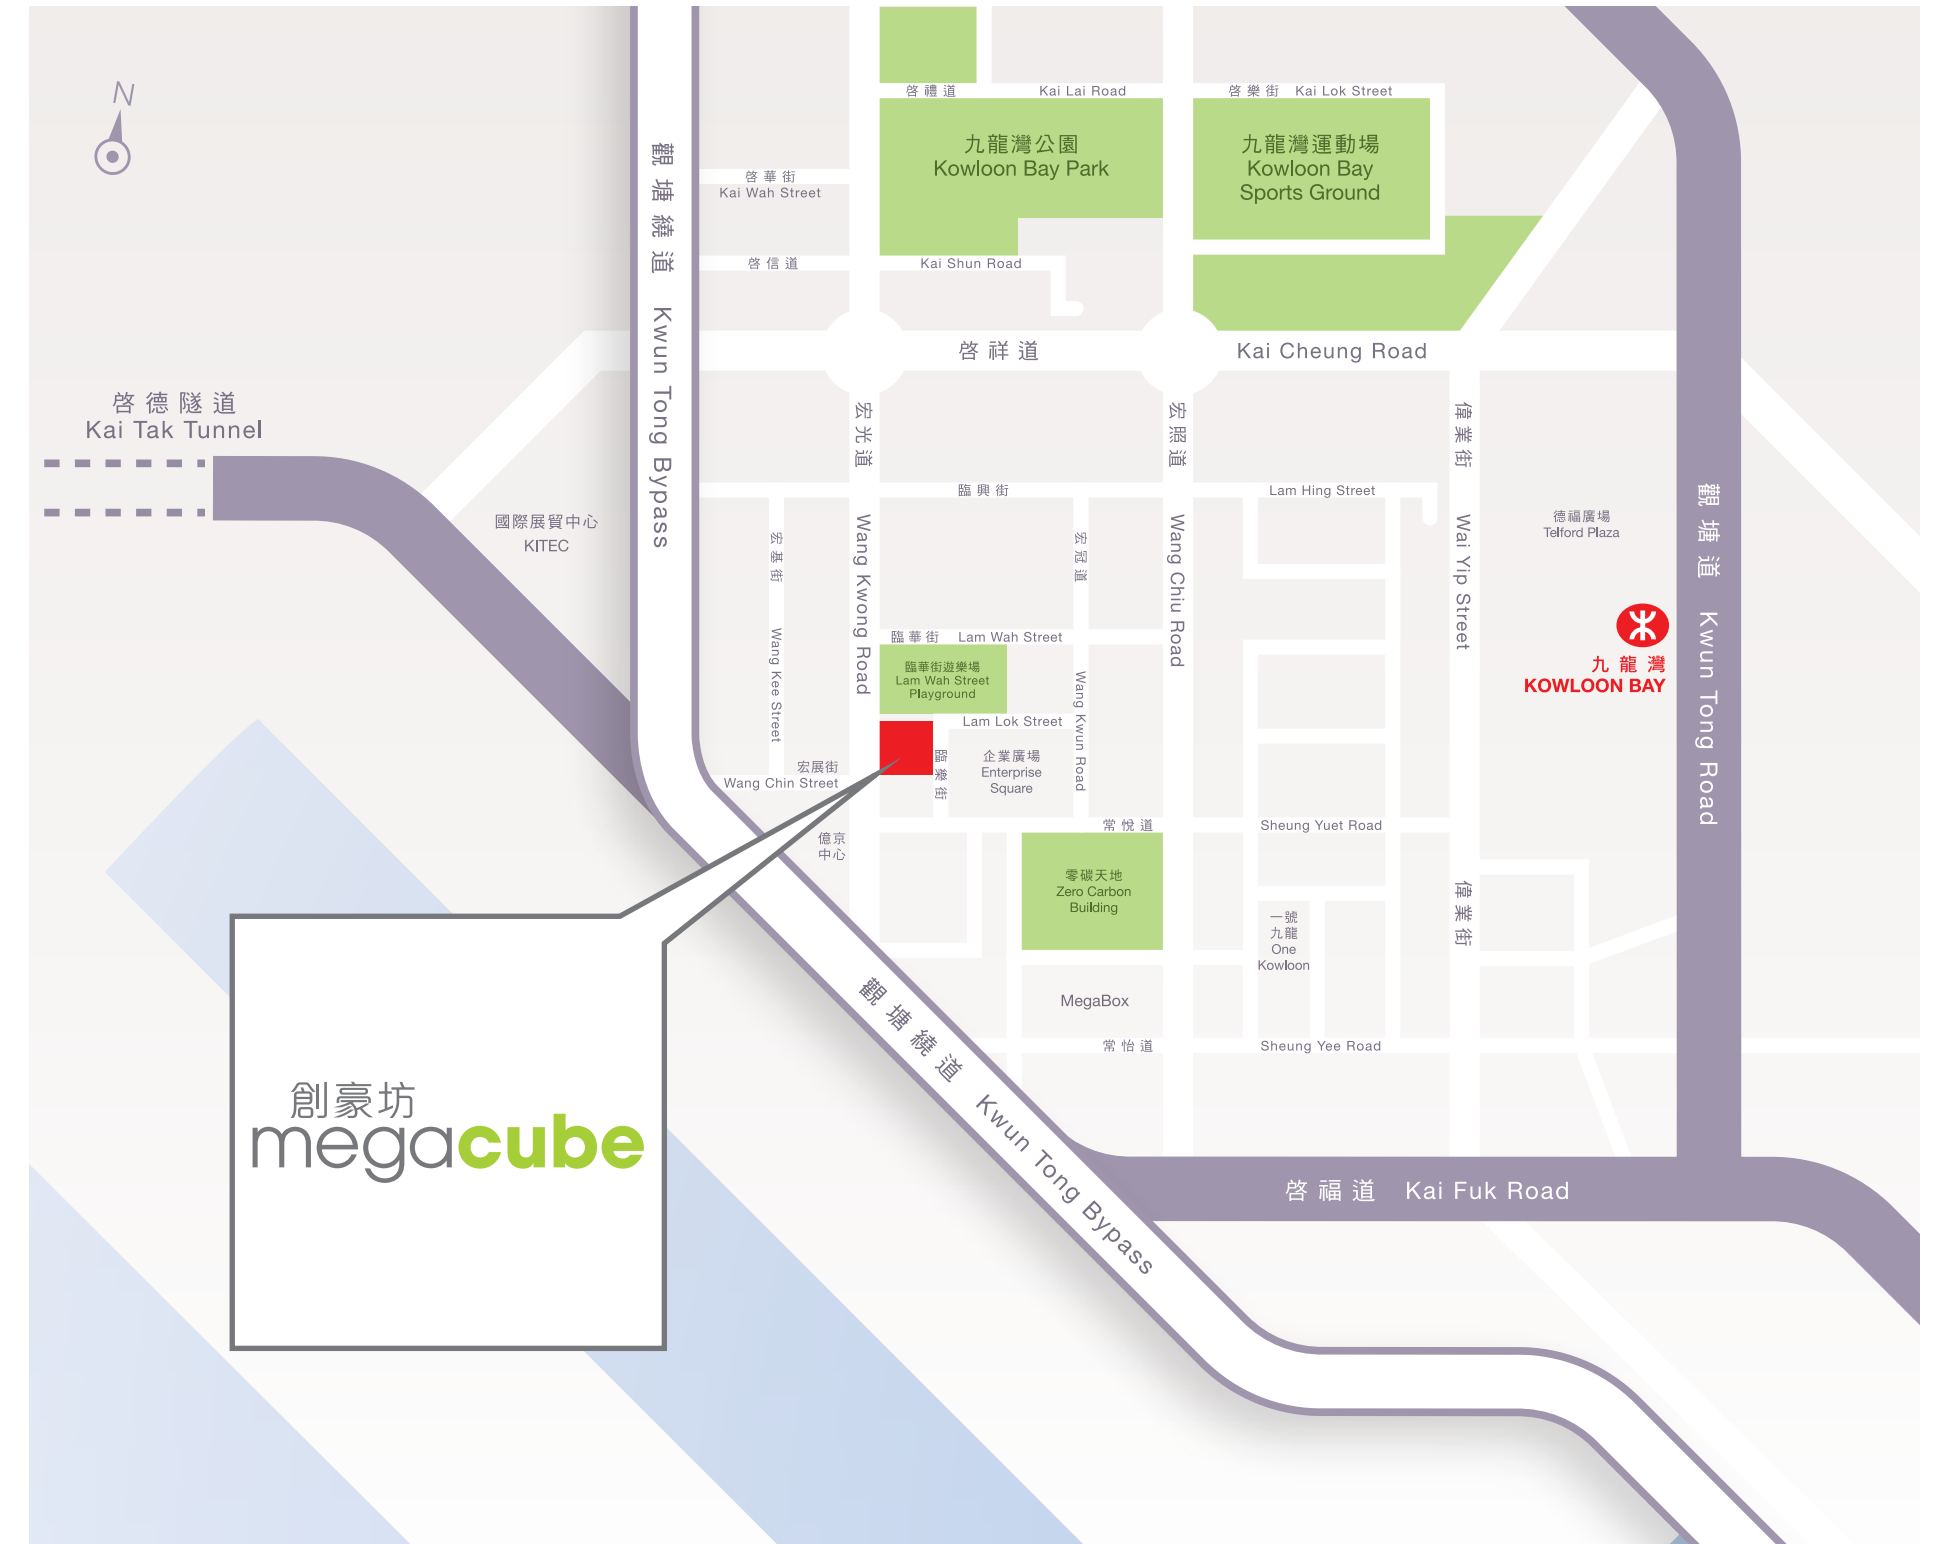 N
啓禮道 Kai Lai Road
啓樂街 Kai Lok Street
九龍灣公園
Kowloon Bay Park
九龍灣運動場
Kowloon Bay
Sports Ground
啓華街
Kai Wah Street
啓信道 Kai Shun Road
觀塘繞道 Kwun Tong Bypass
啓祥道 Kai Cheung Road
啓德隧道
Kai Tak Tunnel
宏光道 Wang Kwong Road
宏照道 Wang Chiu Road
偉業街 Wai Yip Street
臨興街 Lam Hing Street
國際展貿中心
KITEC
德福廣場
Telford Plaza
觀塘道 Kwun Tong Road
宏基街 Wang Kee Street
宏冠道 Wang Kwun Road
九龍灣
KOWLOON BAY
臨華街 Lam Wah Street
臨華街遊樂場
Lam Wah Street
Playground
Lam Lok Street
臨樂街
企業廣場
Enterprise
Square
宏展街
Wang Chin Street
億京
中心
常悅道 Sheung Yuet Road
零碳天地
Zero Carbon
Building
偉業街
一號
九龍
One
Kowloon
MegaBox
常怡道 Sheung Yee Road
觀塘繞道 Kwun Tong Bypass
啓福道 Kai Fuk Road
創豪坊
megacube